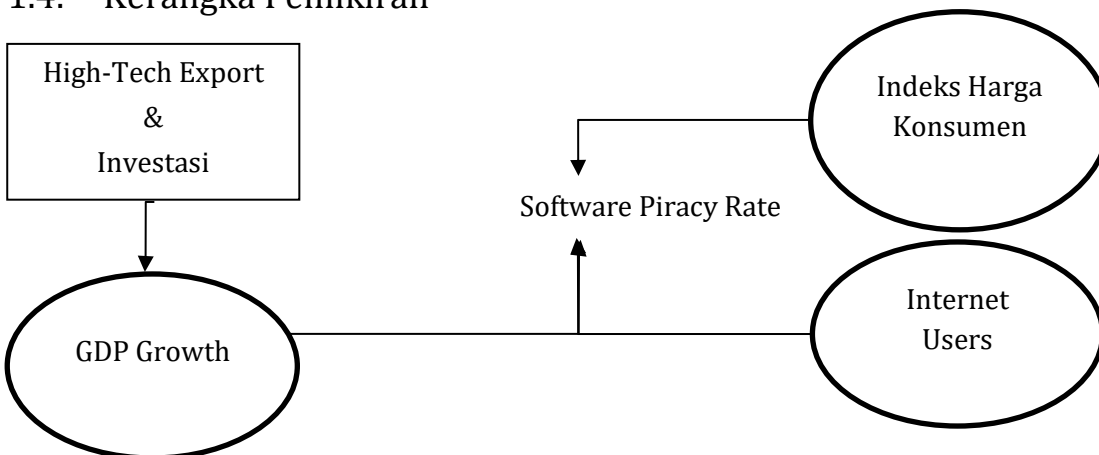 1.4. Kerangka Pemikiran
High-Tech Export
&
Investasi
Indeks Harga
Konsumen
Software Piracy Rate
GDP Growth
Internet
Users